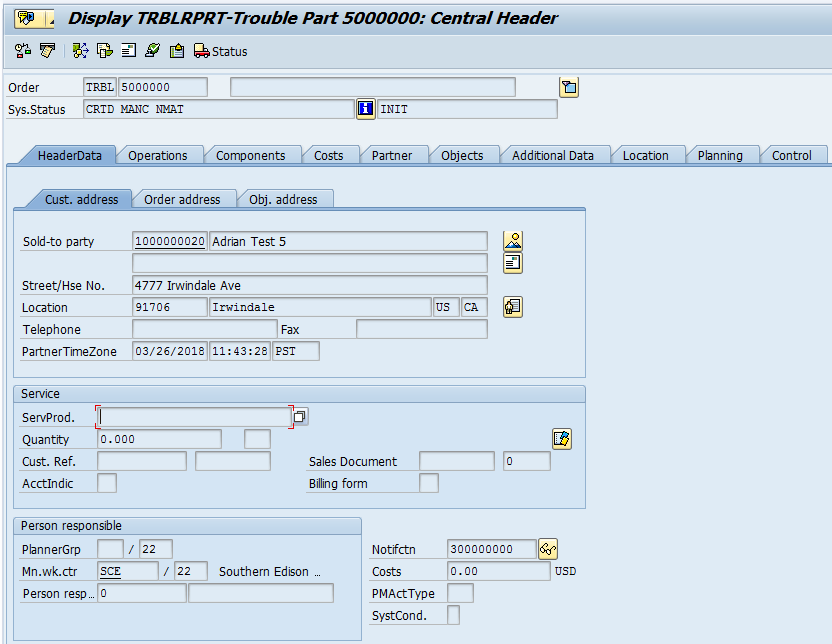 Display TRBLRPRT-Trouble Part 5000000: Central Header
Status
Order TRBL 5000000
Sys.Status CRTD MANC NMAT INIT
HeaderData Operations Components Costs Partner Objects Additional Data Location Planning Control
Cust. address Order address Obj. address
Sold-to party 1000000020 Adrian Test 5
Street/Hse No. 4777 Irwindale Ave
Location 91706 Irwindale US CA
Telephone Fax
PartnerTimeZone 03/26/2018 11:43:28 PST
Service
ServProd.
Quantity 0.000
Cust. Ref. Sales Document 0
AcctIndic Billing form
Person responsible
PlannerGrp / 22 Notifctn 300000000
Mn.wk.ctr SCE / 22 Southern Edison ... Costs 0.00 USD
Person resp... 0 PMActType
SystCond.